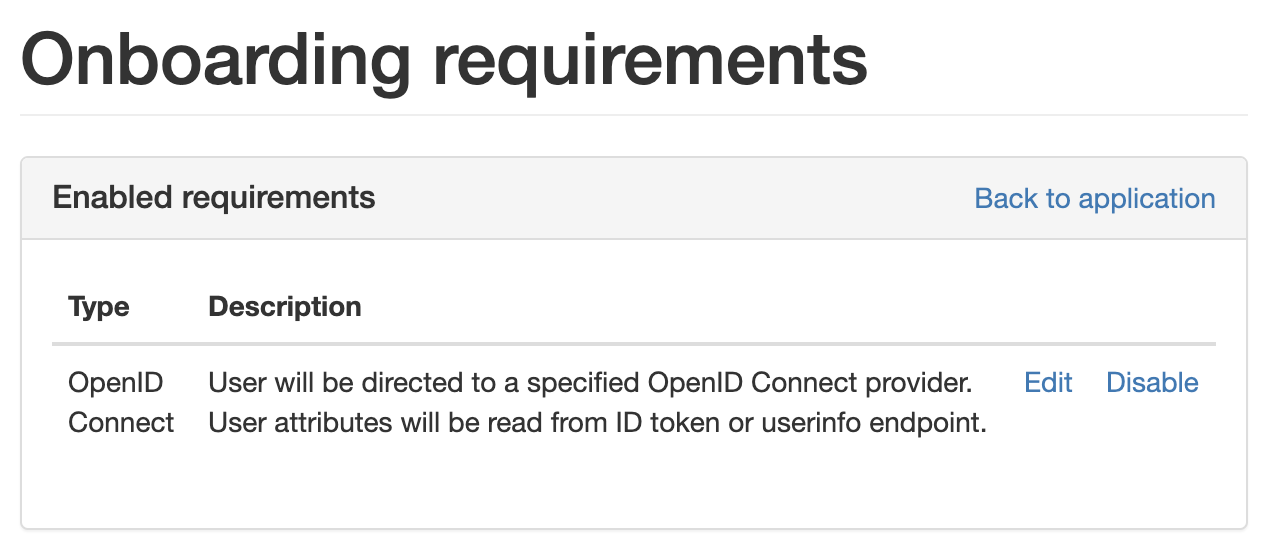 Onboarding requirements
Enabled requirements Back to application
Type Description
OpenID User will be directed to a specified OpenID Connect provider. Edit Disable
Connect User attributes will be read from ID token or userinfo endpoint.